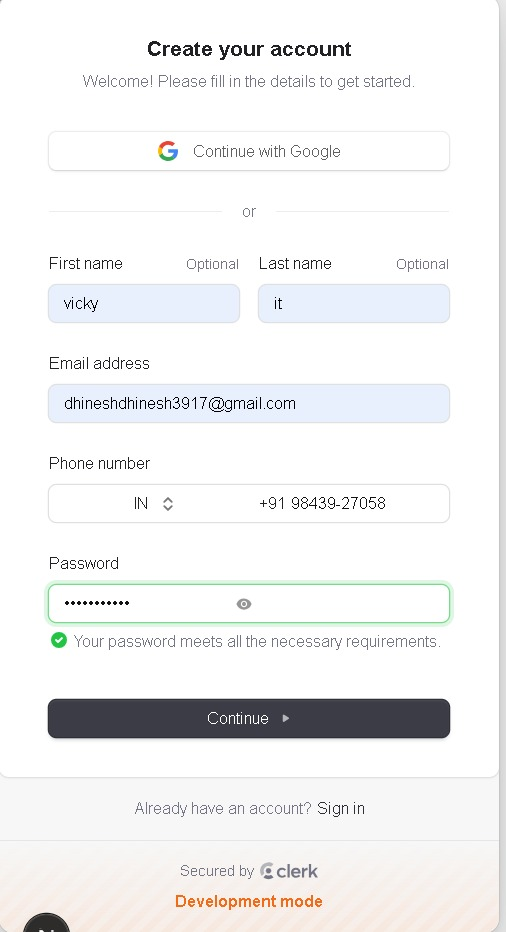 Create your account
Welcome! Please fill in the details to get started.
Continue with Google
or
First name Optional Last name Optional
vicky it
Email address
dhineshdhinesh3917@gmail.com
Phone number
IN +91 98439-27058
Password
•••••••••••
Your password meets all the necessary requirements.
Continue
Already have an account? Sign in
Secured by clerk
Development mode